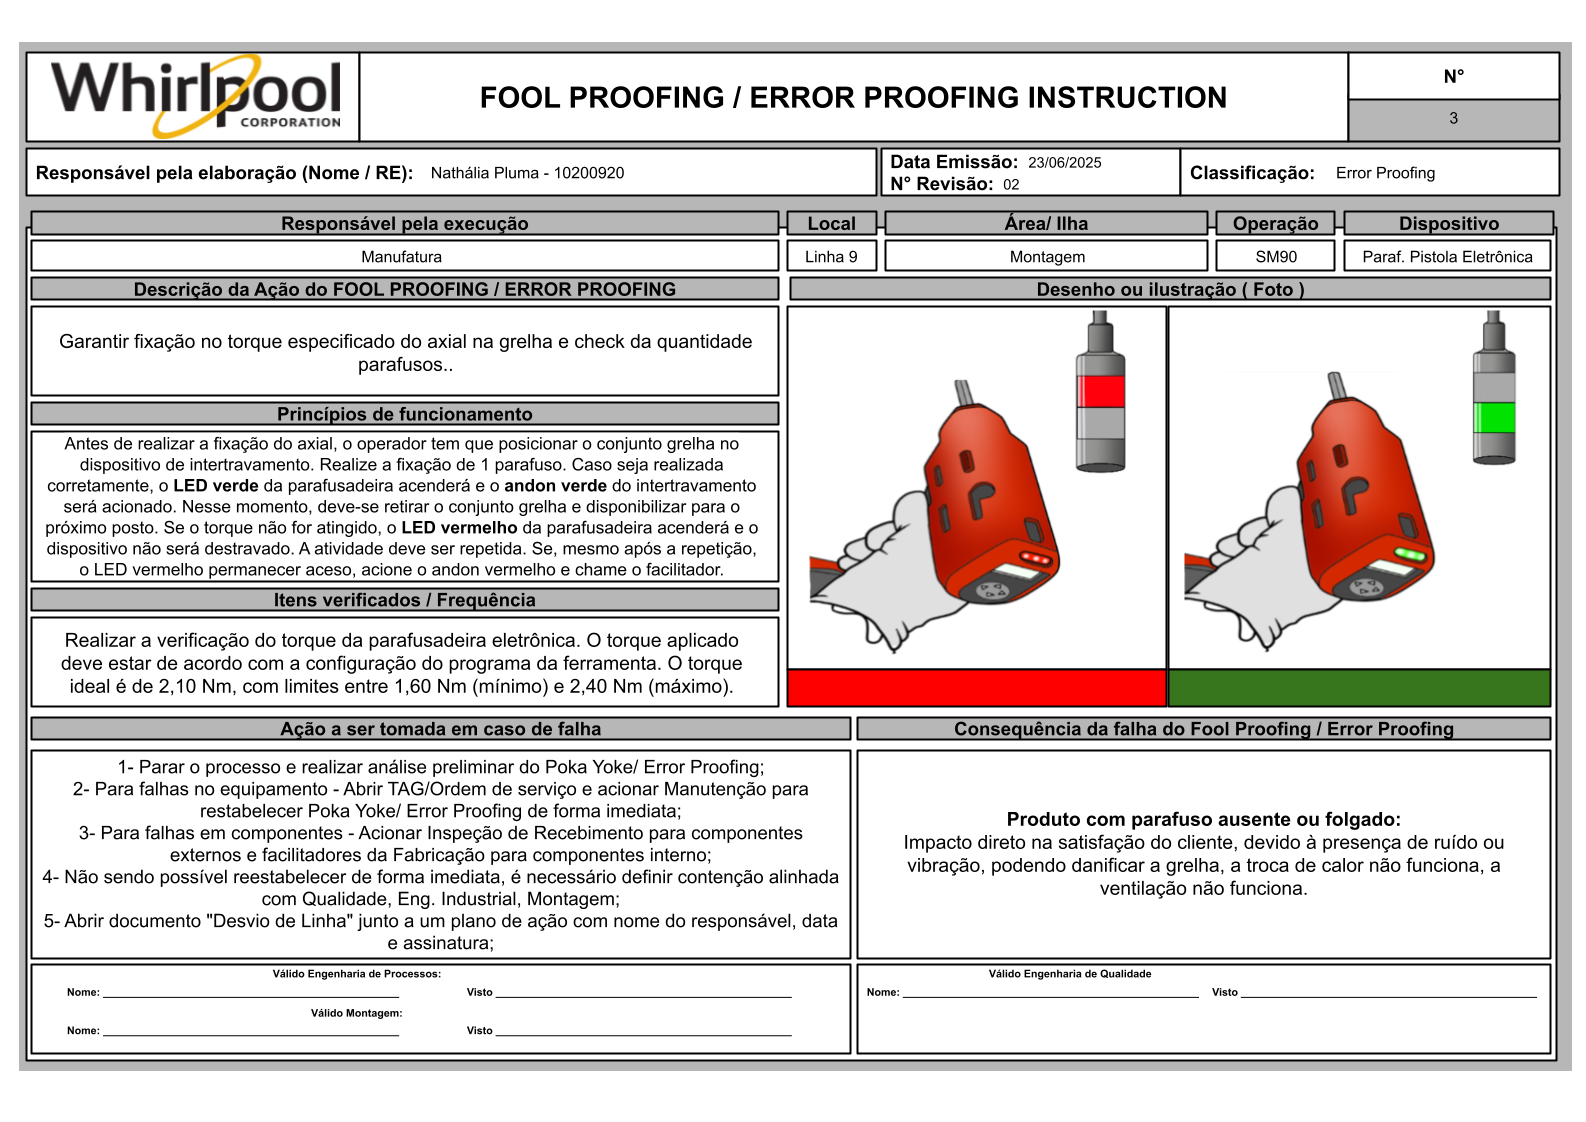 Whirlpool
CORPORATION
FOOL PROOFING / ERROR PROOFING INSTRUCTION
N°
3
Responsável pela elaboração (Nome / RE): Nathália Pluma - 10200920
Data Emissão: 23/06/2025
N° Revisão: 02
Classificação: Error Proofing
Responsável pela execução
Local
Área/ Ilha
Operação
Dispositivo
Manufatura
Linha 9
Montagem
SM90
Paraf. Pistola Eletrônica
Descrição da Ação do FOOL PROOFING / ERROR PROOFING
Desenho ou ilustração ( Foto )
Garantir fixação no torque especificado do axial na grelha e check da quantidade
parafusos..
Princípios de funcionamento
Antes de realizar a fixação do axial, o operador tem que posicionar o conjunto grelha no
dispositivo de intertravamento. Realize a fixação de 1 parafuso. Caso seja realizada
corretamente, o LED verde da parafusadeira acenderá e o andon verde do intertravamento
será acionado. Nesse momento, deve-se retirar o conjunto grelha e disponibilizar para o
próximo posto. Se o torque não for atingido, o LED vermelho da parafusadeira acenderá e o
dispositivo não será destravado. A atividade deve ser repetida. Se, mesmo após a repetição,
o LED vermelho permanecer aceso, acione o andon vermelho e chame o facilitador.
Itens verificados / Frequência
Realizar a verificação do torque da parafusadeira eletrônica. O torque aplicado
deve estar de acordo com a configuração do programa da ferramenta. O torque
ideal é de 2,10 Nm, com limites entre 1,60 Nm (mínimo) e 2,40 Nm (máximo).
Ação a ser tomada em caso de falha
1- Parar o processo e realizar análise preliminar do Poka Yoke/ Error Proofing;
2- Para falhas no equipamento - Abrir TAG/Ordem de serviço e acionar Manutenção para
restabelecer Poka Yoke/ Error Proofing de forma imediata;
3- Para falhas em componentes - Acionar Inspeção de Recebimento para componentes
externos e facilitadores da Fabricação para componentes interno;
4- Não sendo possível reestabelecer de forma imediata, é necessário definir contenção alinhada
com Qualidade, Eng. Industrial, Montagem;
5- Abrir documento "Desvio de Linha" junto a um plano de ação com nome do responsável, data
e assinatura;
Consequência da falha do Fool Proofing / Error Proofing
Produto com parafuso ausente ou folgado:
Impacto direto na satisfação do cliente, devido à presença de ruído ou
vibração, podendo danificar a grelha, a troca de calor não funciona, a
ventilação não funciona.
Válido Engenharia de Processos:
Nome: Visto
Válido Montagem:
Nome: Visto
Válido Engenharia de Qualidade
Nome: Visto